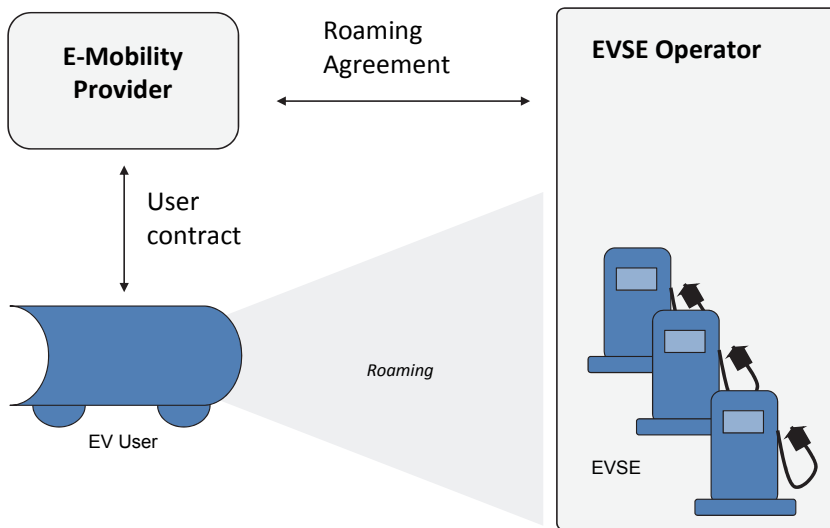 E-Mobility
Provider
Roaming
Agreement
EVSE Operator
User
contract
Roaming
EV User
EVSE